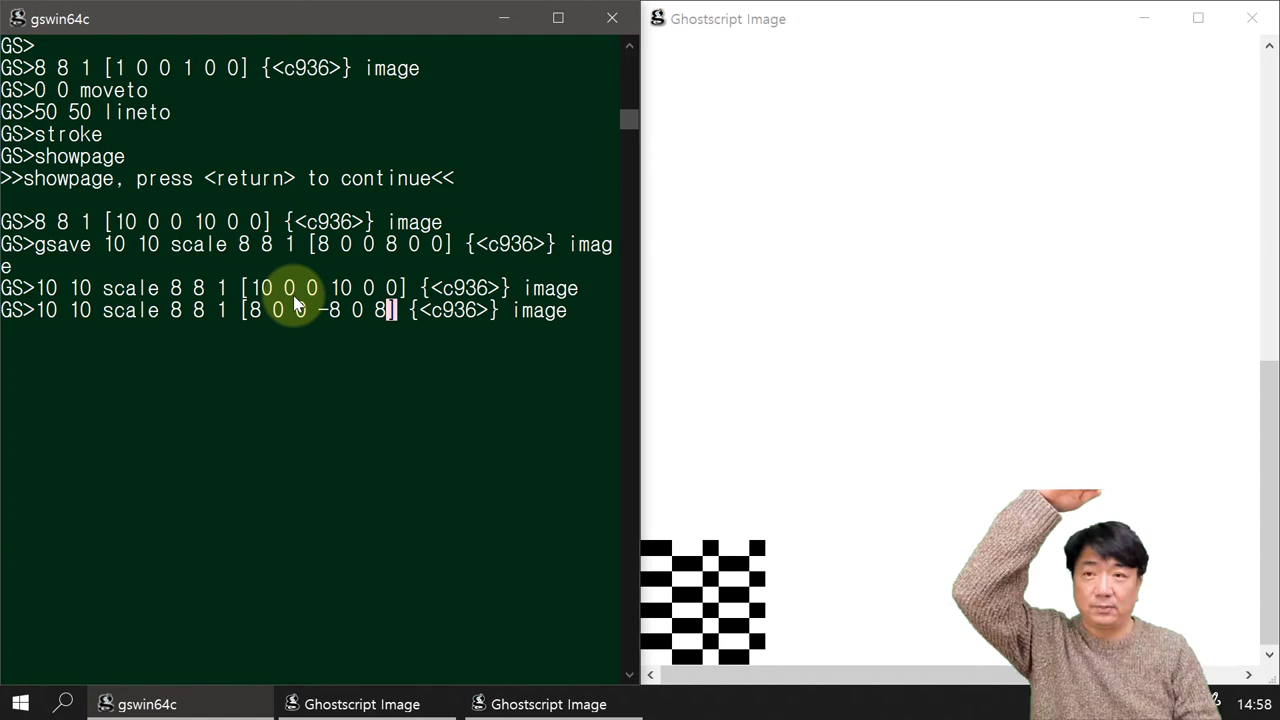 gswin64c
GS>
GS>8 8 1 [1 0 0 1 0 0] {<c936>} image
GS>0 0 moveto
GS>50 50 lineto
GS>stroke
GS>showpage
>>showpage, press <return> to continue<<
GS>8 8 1 [10 0 0 10 0 0] {<c936>} image
GS>gsave 10 10 scale 8 8 1 [8 0 0 8 0 0] {<c936>} imag
e
GS>10 10 scale 8 8 1 [10 0 0 10 0 0] {<c936>} image
GS>10 10 scale 8 8 1 [8 0 0 -8 0 8] {<c936>} image
Ghostscript Image
gswin64c
Ghostscript Image
Ghostscript Image
14:58